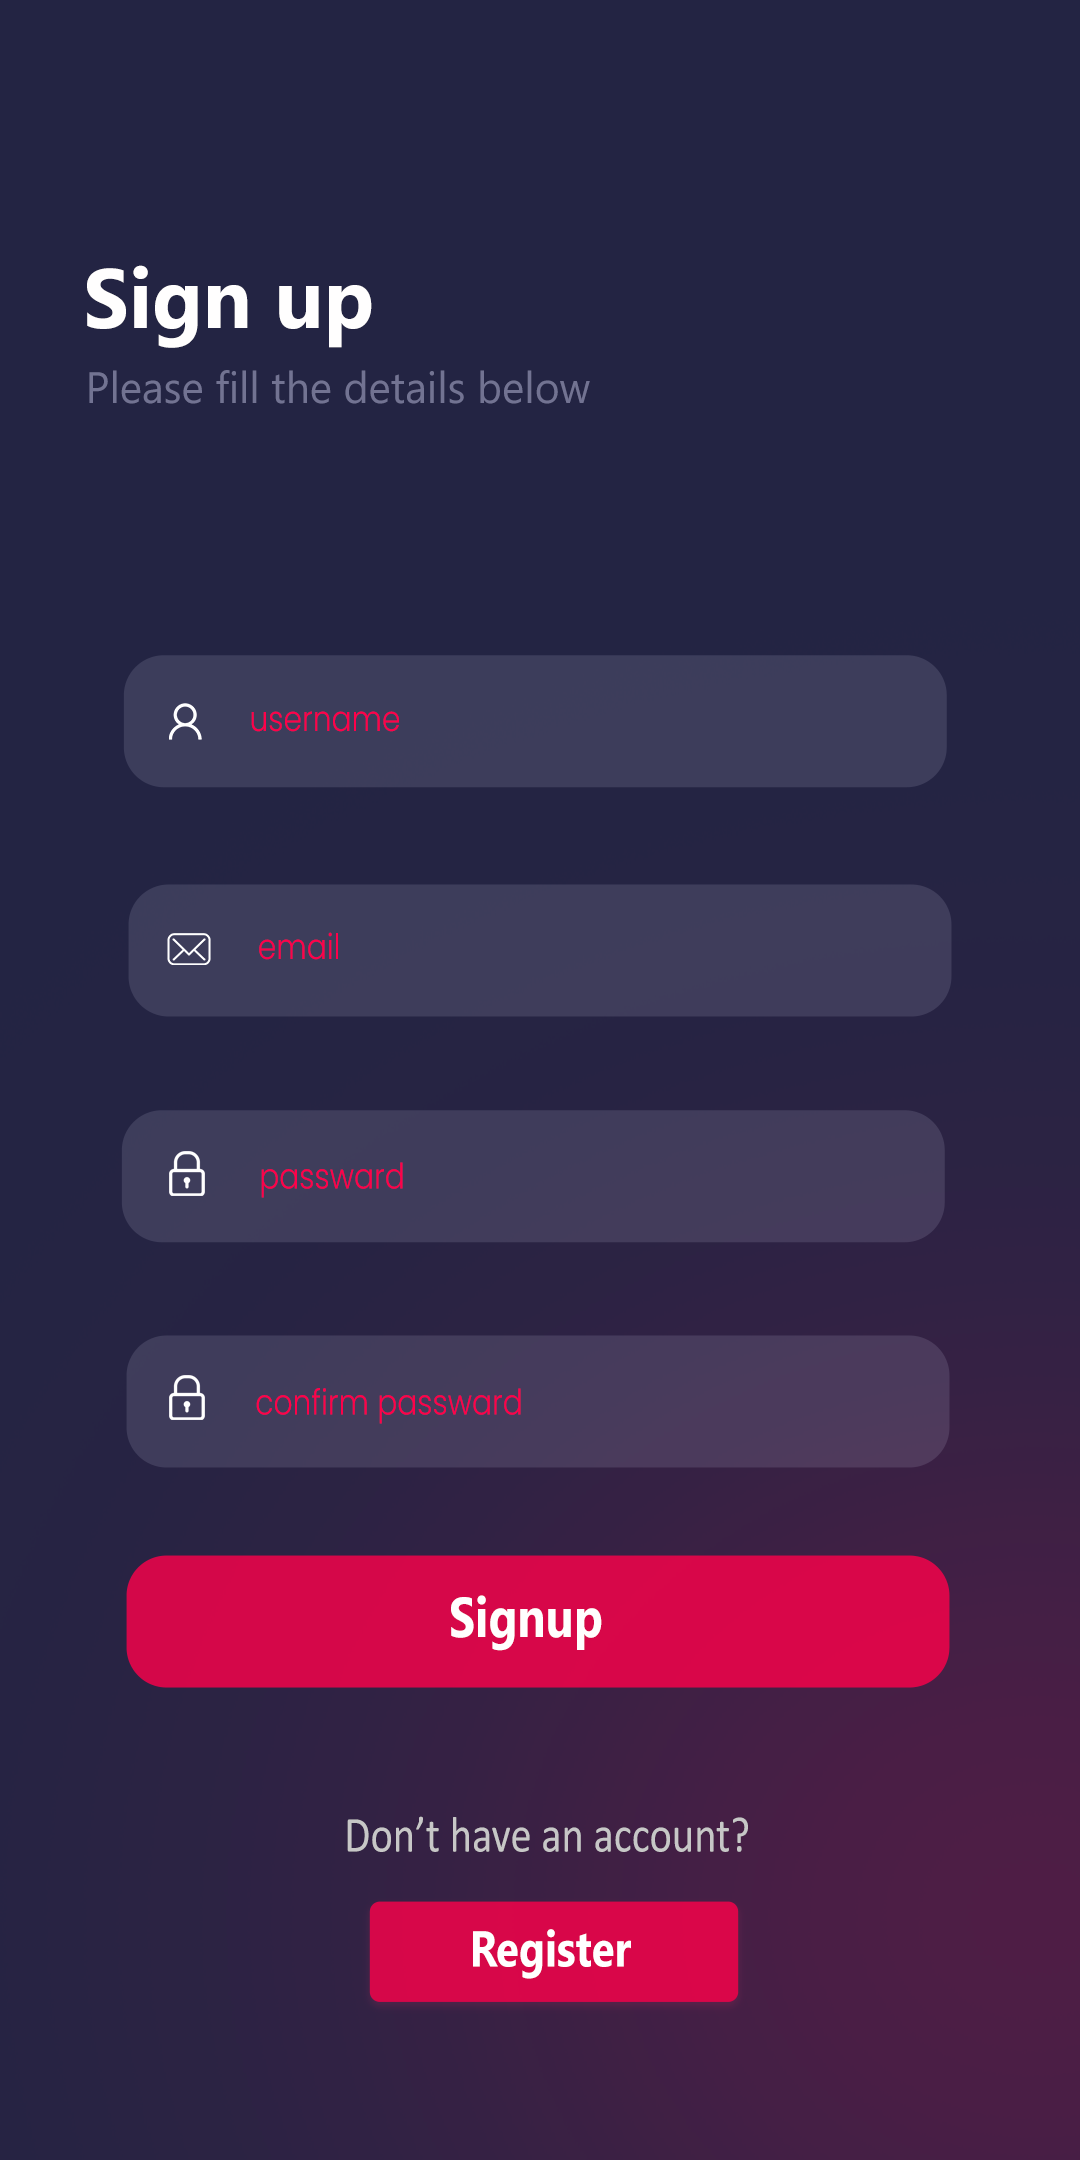 Sign up
Please fill the details below
username
email
passward
confirm passward
Signup
Don’t have an account?
Register